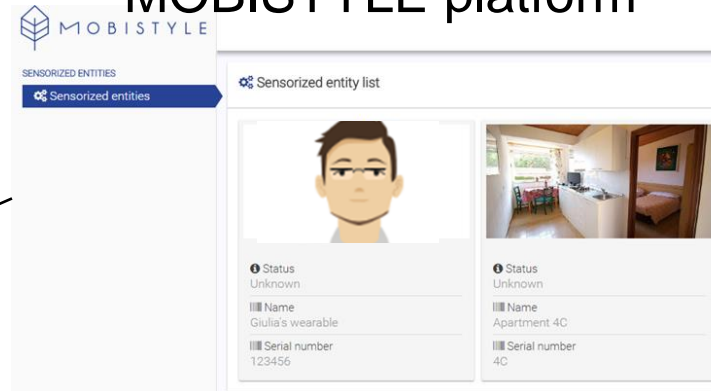 MOBISTYLE platform
MOBISTYLE
SENSORIZED ENTITIES
Sensorized entities
Sensorized entity list
Status
Unknown
Name
Giulia's wearable
Serial number
123456
Status
Unknown
Name
Apartment 4C
Serial number
4C